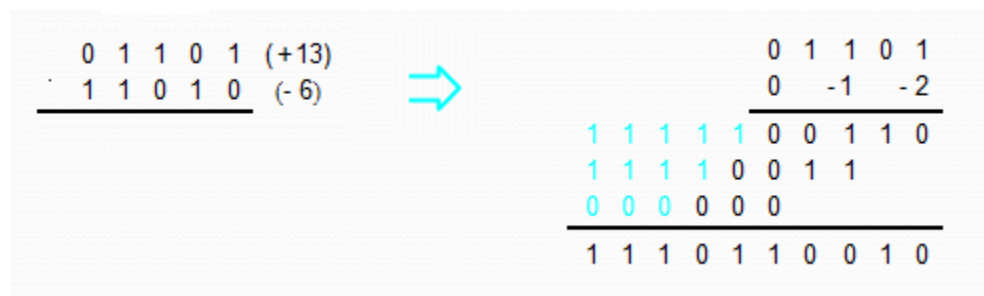 0 1 1 0 1 (+13)
1 1 0 1 0 (- 6)
0 1 1 0 1
0 -1 -2
1 1 1 1 1 0 0 1 1 0
1 1 1 1 0 0 1 1
0 0 0 0 0 0
1 1 1 0 1 1 0 0 1 0